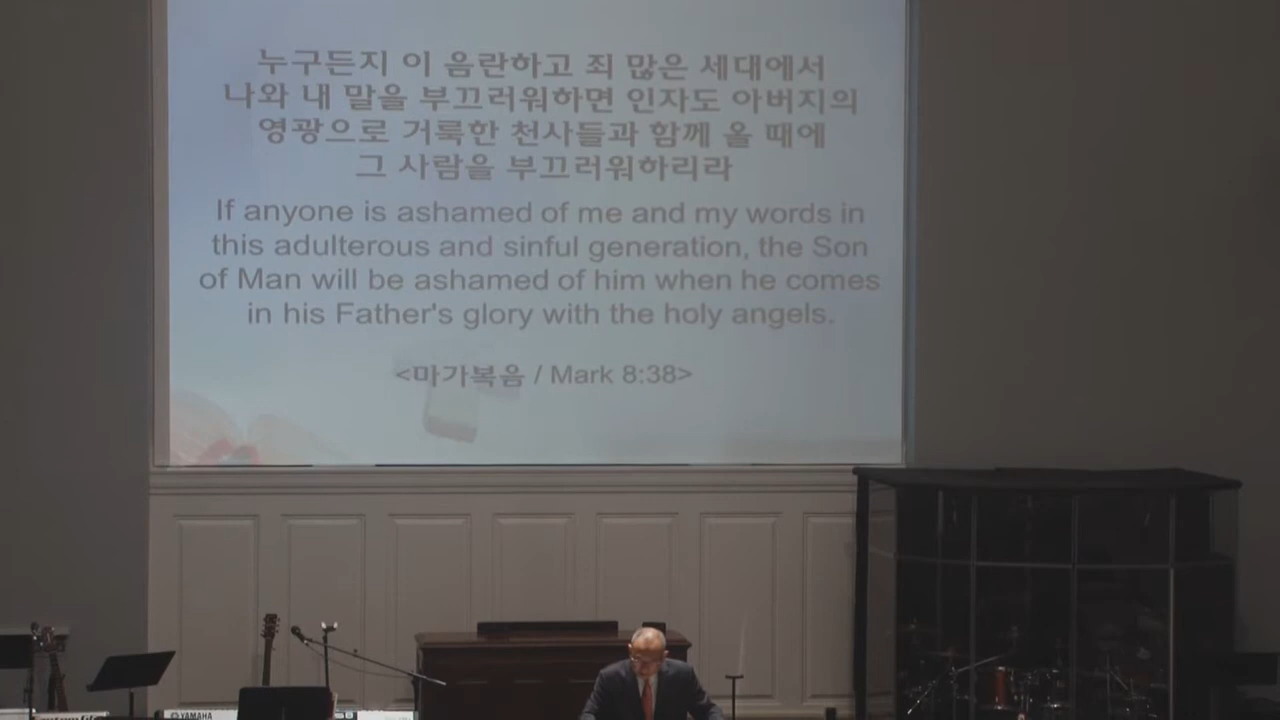 누구든지 이 음란하고 죄 많은 세대에서
나와 내 말을 부끄러워하면 인자도 아버지의
영광으로 거룩한 천사들과 함께 올 때에
그 사람을 부끄러워하리라
If anyone is ashamed of me and my words in
this adulterous and sinful generation, the Son
of Man will be ashamed of him when he comes
in his Father's glory with the holy angels.
<마가복음 / Mark 8:38>
YAMAHA